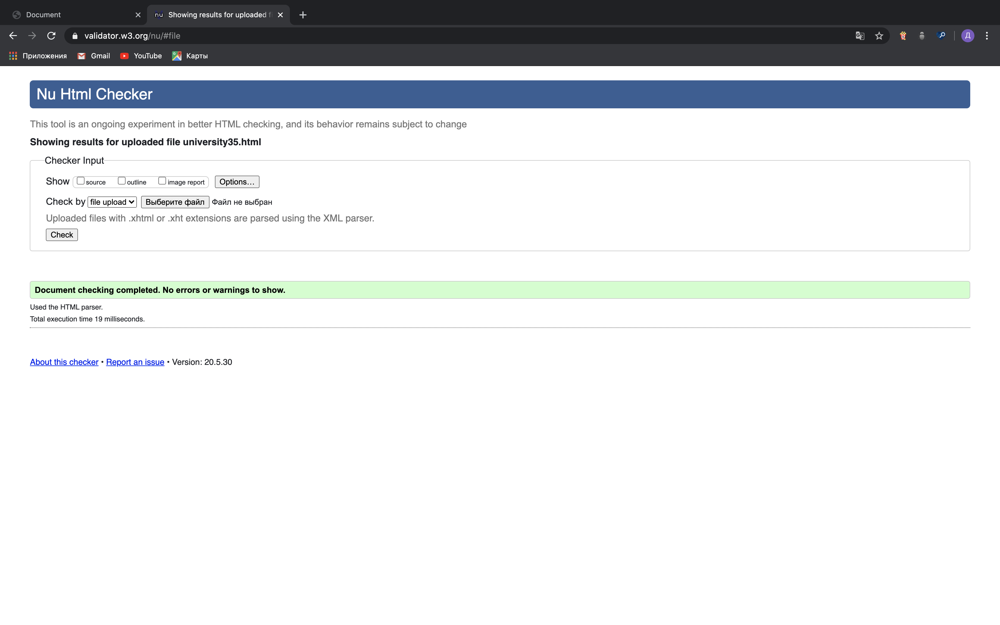 Document
nu Showing results for uploaded fi
validator.w3.org/nu/#file
Д
Приложения Gmail YouTube Карты
Nu Html Checker
This tool is an ongoing experiment in better HTML checking, and its behavior remains subject to change
Showing results for uploaded file university35.html
Checker Input
Show source outline image report Options...
Check by file upload Выберите файл Файл не выбран
Uploaded files with .xhtml or .xht extensions are parsed using the XML parser.
Check
Document checking completed. No errors or warnings to show.
Used the HTML parser.
Total execution time 19 milliseconds.
About this checker • Report an issue • Version: 20.5.30